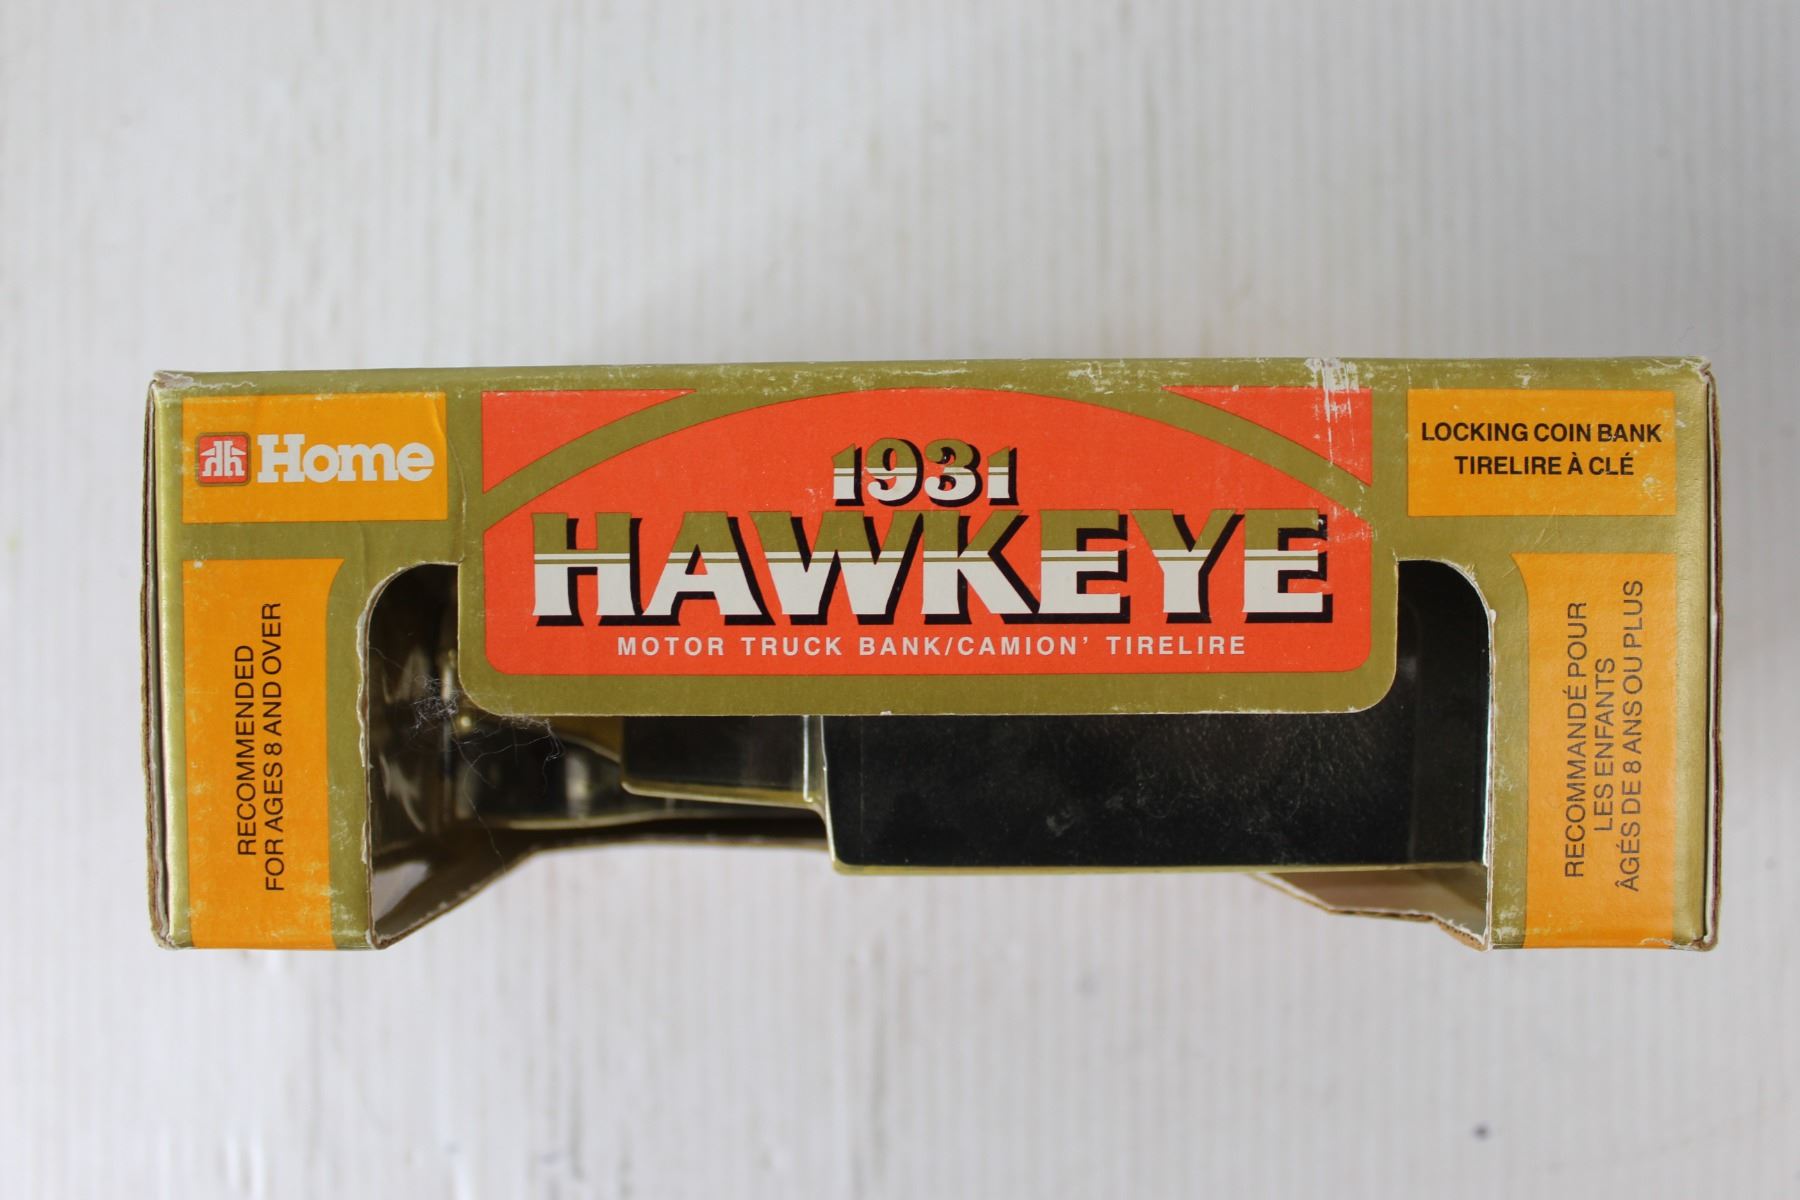 Home
1931
HAWKEYE
MOTOR TRUCK BANK/CAMION' TIRELIRE
LOCKING COIN BANK
TIRELIRE À CLÉ
RECOMMENDED
FOR AGES 8 AND OVER
RECOMMANDÉ POUR
LES ENFANTS
ÂGÉS DE 8 ANS OU PLUS